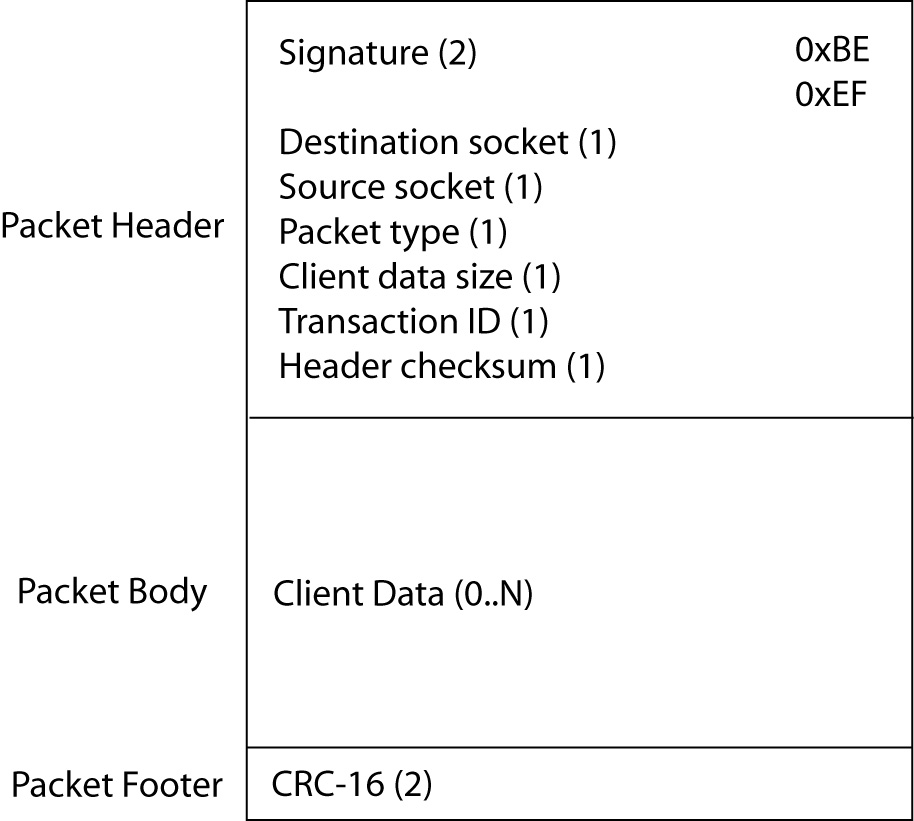 Signature (2) 0xBE
0xEF
Destination socket (1)
Source socket (1)
Packet Header
Packet type (1)
Client data size (1)
Transaction ID (1)
Header checksum (1)
Packet Body
Client Data (0..N)
Packet Footer
CRC-16 (2)